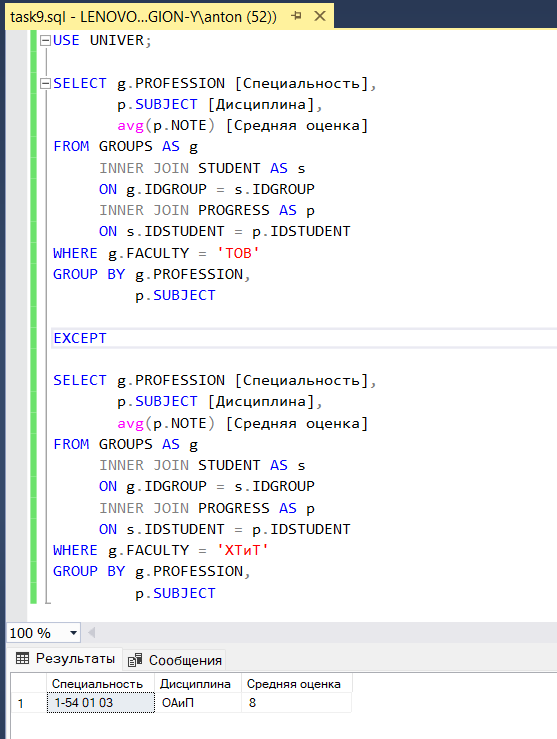 task9.sql - LENOVO...GION-Y\anton (52))
USE UNIVER;
SELECT g.PROFESSION [Специальность],
p.SUBJECT [Дисциплина],
avg(p.NOTE) [Средняя оценка]
FROM GROUPS AS g
INNER JOIN STUDENT AS s
ON g.IDGROUP = s.IDGROUP
INNER JOIN PROGRESS AS p
ON s.IDSTUDENT = p.IDSTUDENT
WHERE g.FACULTY = 'ТОВ'
GROUP BY g.PROFESSION,
p.SUBJECT
EXCEPT
SELECT g.PROFESSION [Специальность],
p.SUBJECT [Дисциплина],
avg(p.NOTE) [Средняя оценка]
FROM GROUPS AS g
INNER JOIN STUDENT AS s
ON g.IDGROUP = s.IDGROUP
INNER JOIN PROGRESS AS p
ON s.IDSTUDENT = p.IDSTUDENT
WHERE g.FACULTY = 'ХТиТ'
GROUP BY g.PROFESSION,
p.SUBJECT
100 %
Результаты Сообщения
Специальность Дисциплина Средняя оценка
1 1-54 01 03 ОАиП 8